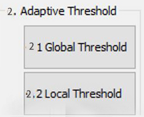 2. Adaptive Threshold
2 1 Global Threshold
2.2 Local Threshold